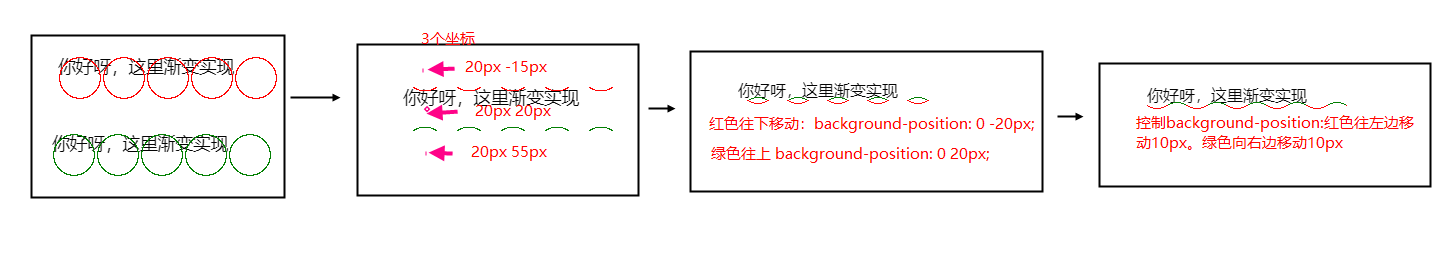 你好呀，这里渐变实现
你好呀，这里渐变实现
3个坐标
20px -15px
你好呀，这里渐变实现
20px 20px
20px 55px
你好呀，这里渐变实现
红色往下移动：background-position: 0 -20px;
绿色往上 background-position: 0 20px;
你好呀，这里渐变实现
控制background-position:红色往左边移
动10px。绿色向右边移动10px